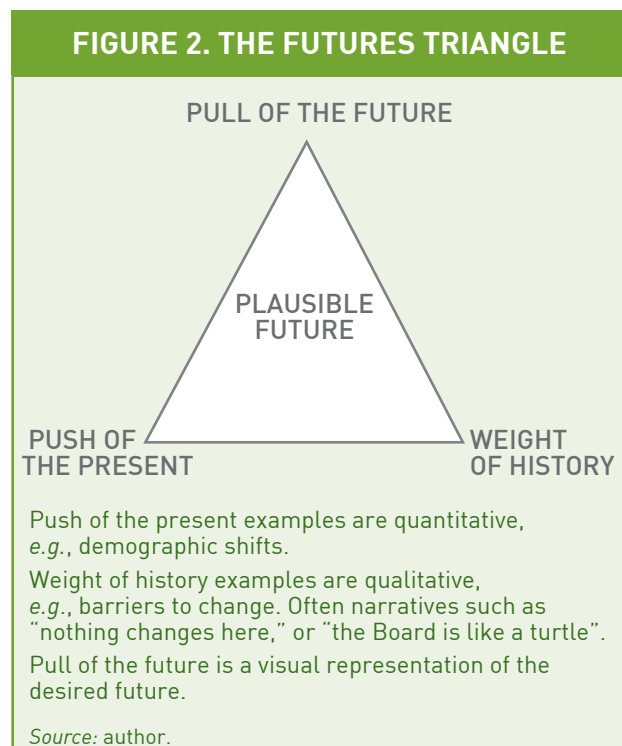 FIGURE 2. THE FUTURES TRIANGLE
PULL OF THE FUTURE
PLAUSIBLE
FUTURE
PUSH OF
THE PRESENT
WEIGHT
OF HISTORY
Push of the present examples are quantitative,
e.g., demographic shifts.
Weight of history examples are qualitative,
e.g., barriers to change. Often narratives such as
“nothing changes here,” or “the Board is like a turtle”.
Pull of the future is a visual representation of the
desired future.
Source: author.